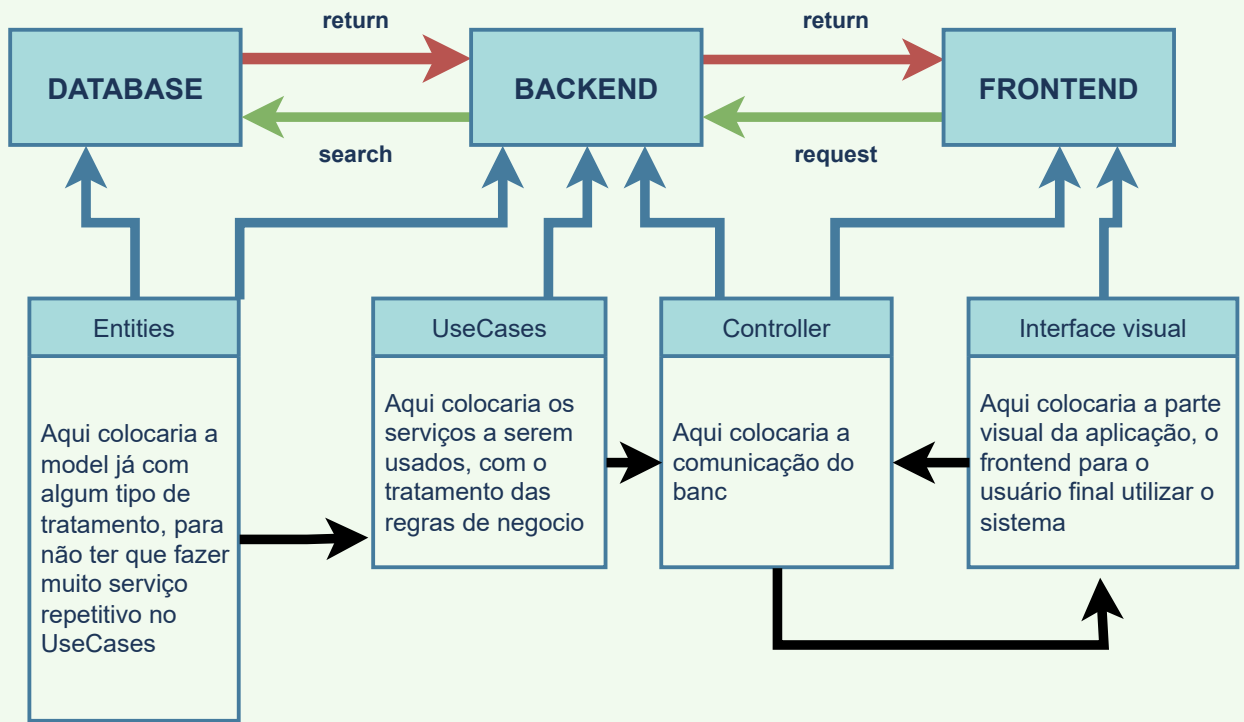 return
return
DATABASE
BACKEND
FRONTEND
search
request
Entities
UseCases
Controller
Interface visual
Aqui colocaria a
model já com
algum tipo de
tratamento, para
não ter que fazer
muito serviço
repetitivo no
UseCases
Aqui colocaria os
serviços a serem
usados, com o
tratamento das
regras de negocio
Aqui colocaria a
comunicação do
banc
Aqui colocaria a parte
visual da aplicação, o
frontend para o
usuário final utilizar o
sistema